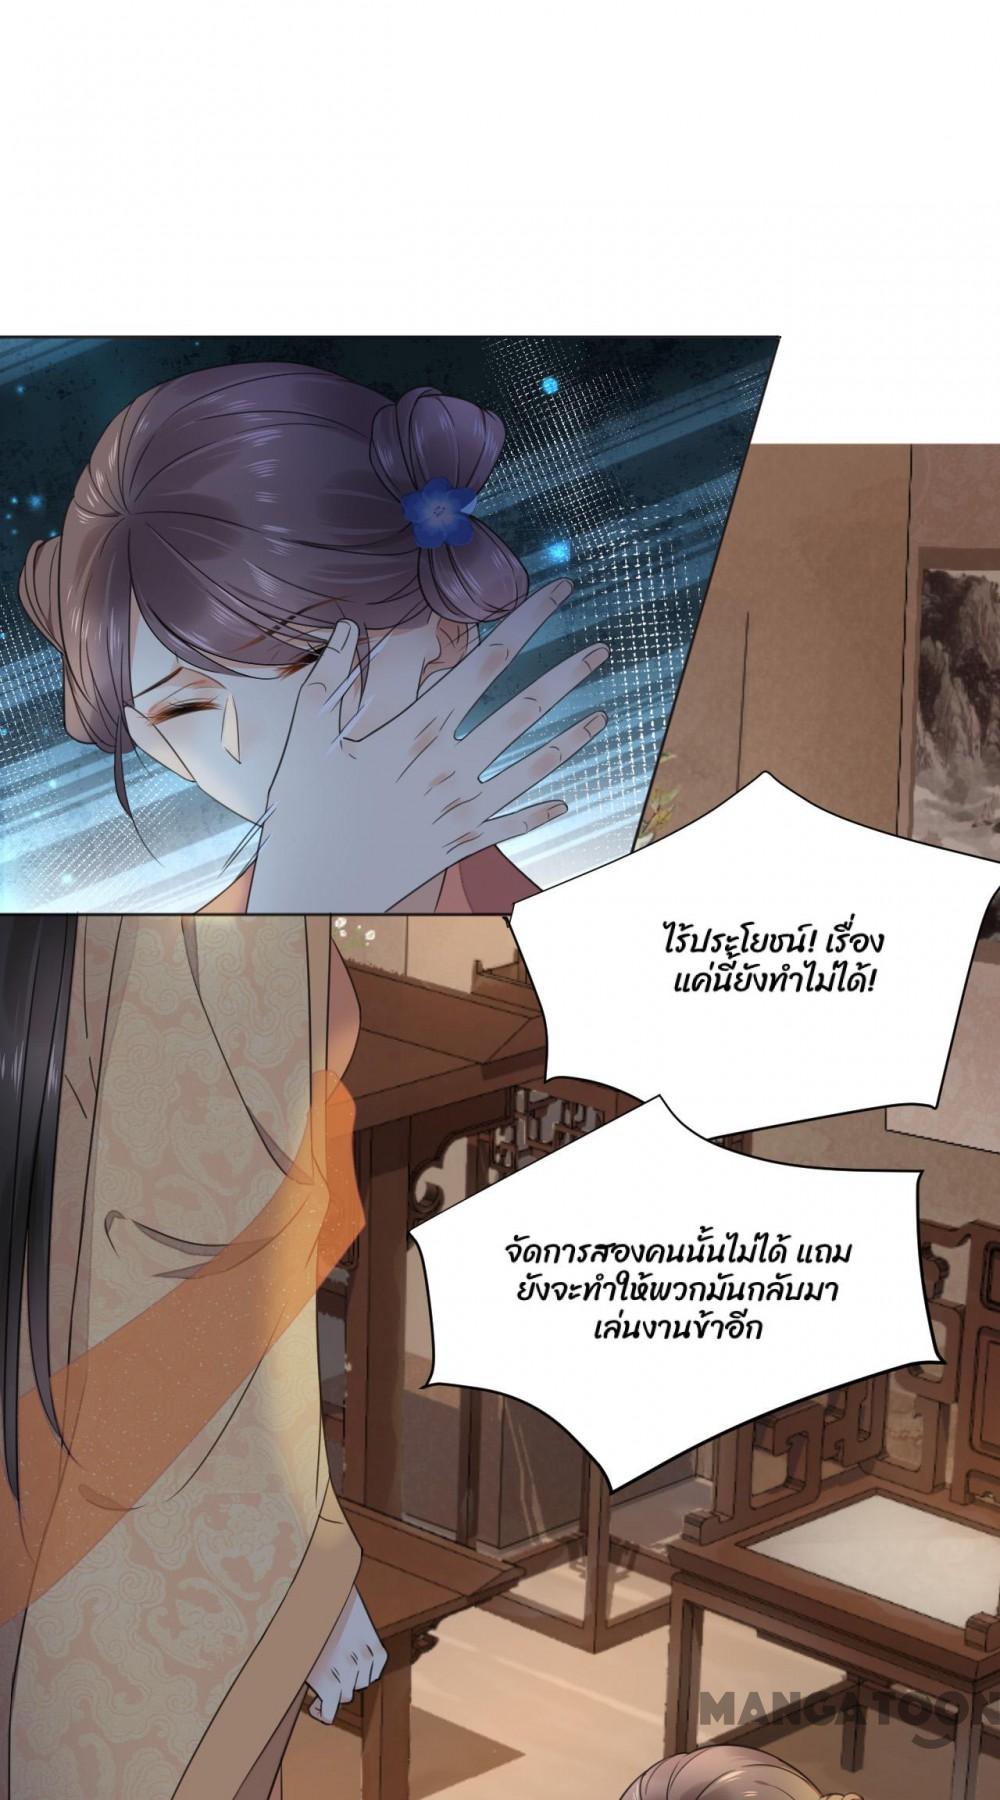 ไร้ประโยชน์! เรื่อง
แค่นี้ยังทำไม่ได้!
จัดการสองคนนั้นไม่ได้ แถม
ยังจะทำให้พวกมันกลับมา
เล่นงานข้าอีก
MANGATOON